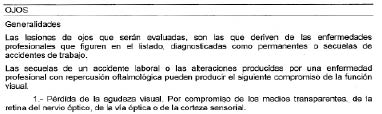 OJOS
Generalidades
Las lesiones de ojos que serán evaluadas, son las que deriven de las enfermedades
profesionales que figuren en el listado, diagnosticadas como permanentes o secuelas de
accidentes de trabajo.
Las secuelas de un accidente laboral o las alteraciones producidas por una enfermedad
profesional con repercusión oftalmológica pueden producir el siguiente compromiso de la función
visual.
1.- Pérdida de la agudeza visual. Por compromiso de los medios transparentes, de la
retina del nervio óptico, de la vía óptica o de la corteza sensorial.